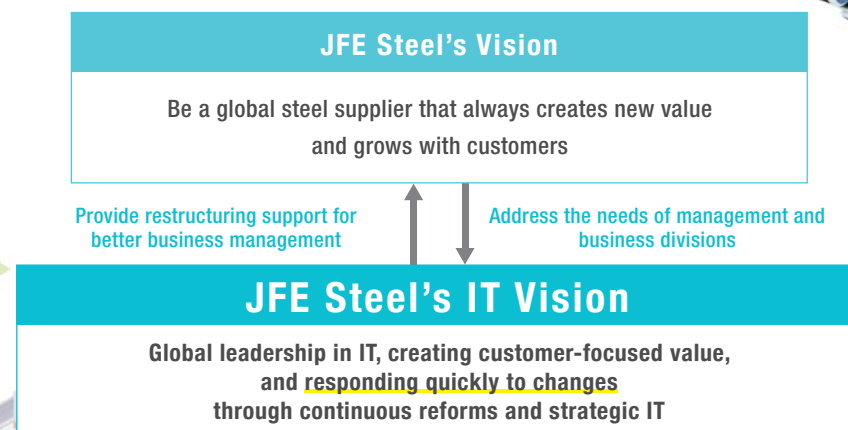 JFE Steel's Vision
Be a global steel supplier that always creates new value
and grows with customers
Provide restructuring support for
better business management
Address the needs of management and
business divisions
JFE Steel's IT Vision
Global leadership in IT, creating customer-focused value,
and responding quickly to changes
through continuous reforms and strategic IT